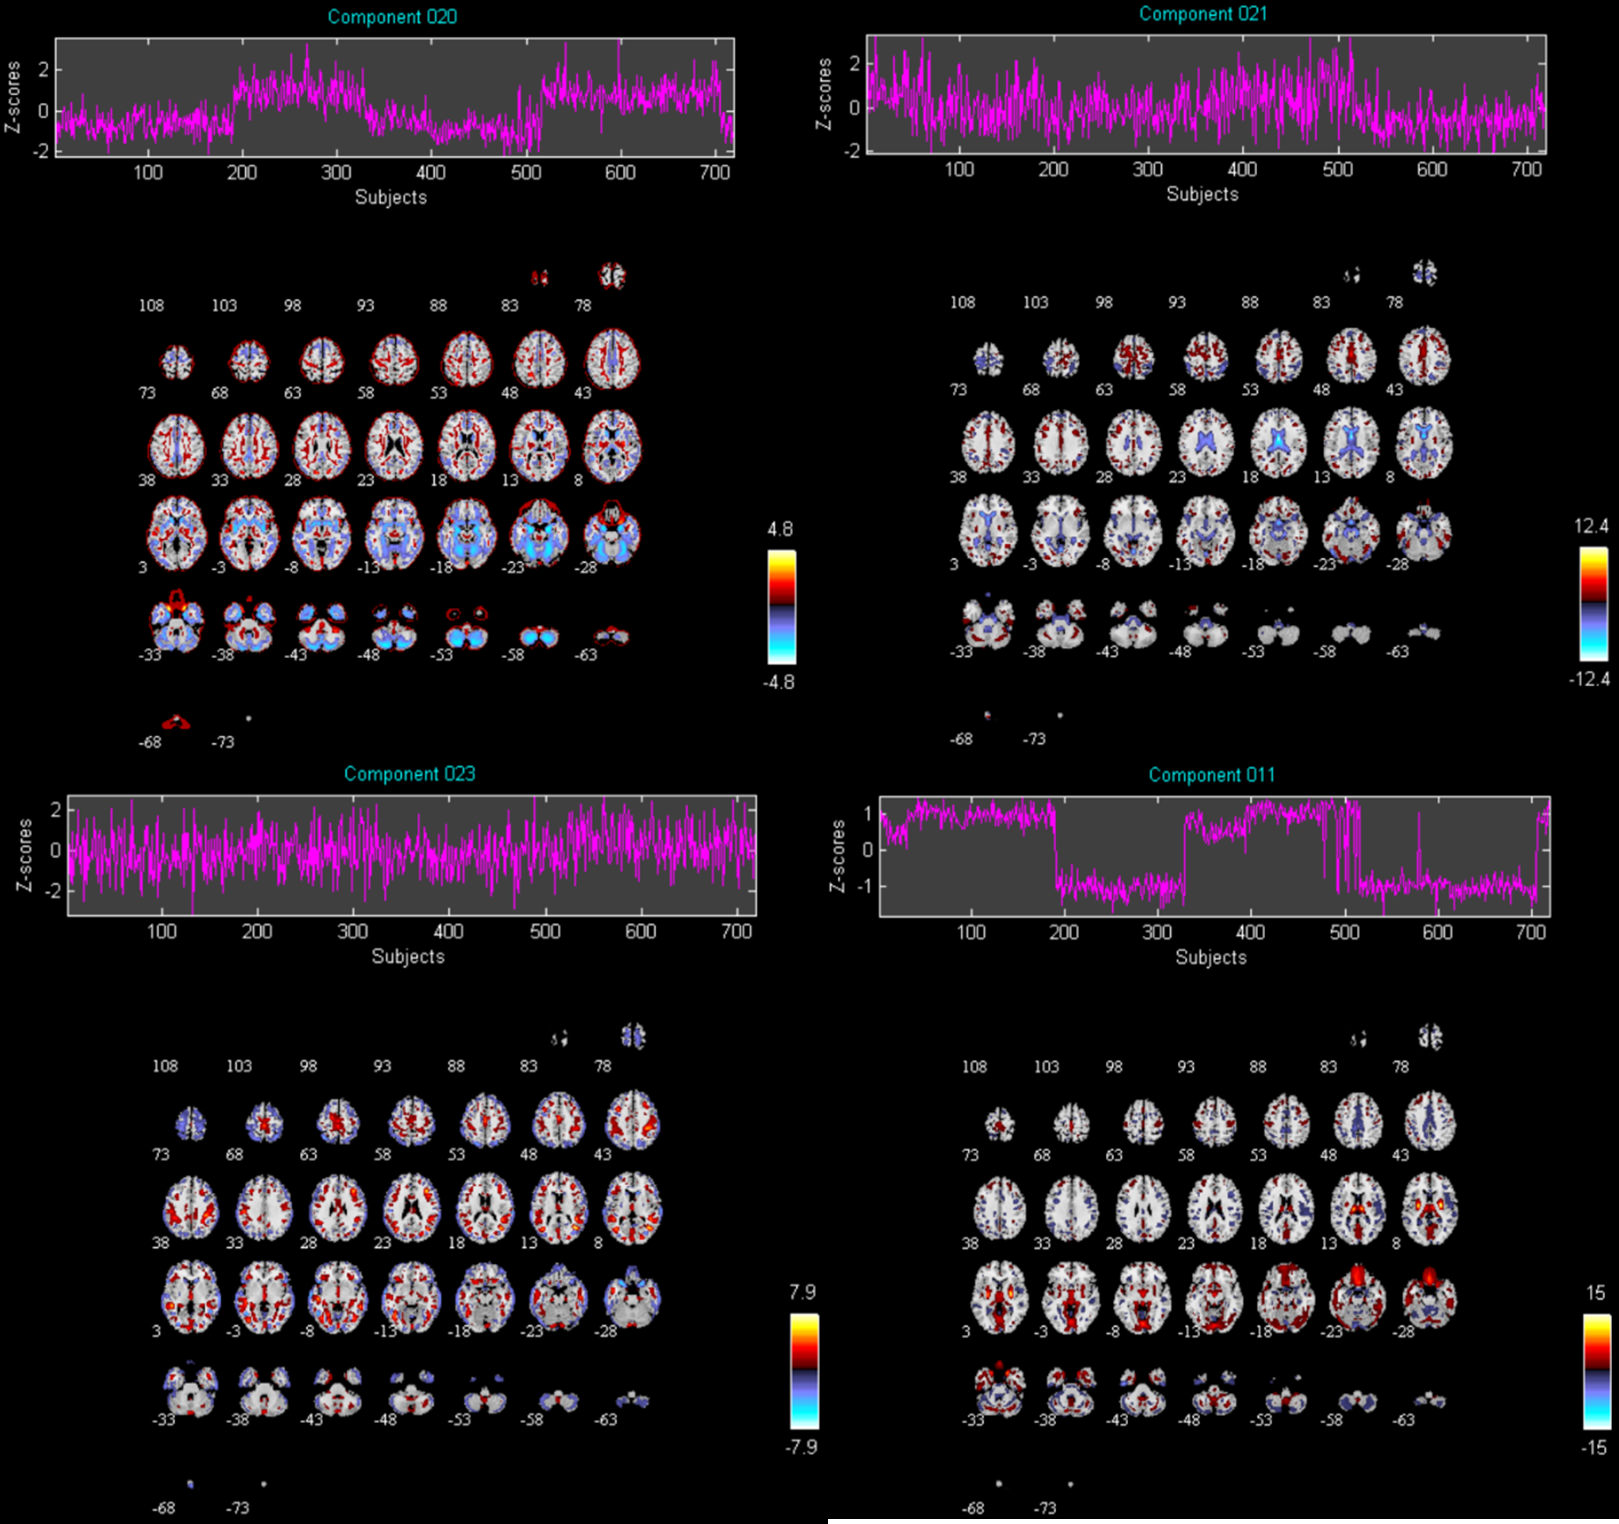 Component 020
Z-scores
2
0
-2
100 200 300 400 500 600 700
Subjects
108 103 98 93 88 83 78
73 68 63 58 53 48 43
38 33 28 23 18 13 8
3 -3 -8 -13 -18 -23 -28
-33 -38 -43 -48 -53 -58 -63
-68 -73
4.8
-4.8
Component 021
Z-scores
2
0
-2
100 200 300 400 500 600 700
Subjects
108 103 98 93 88 83 78
73 68 63 58 53 48 43
38 33 28 23 18 13 8
3 -3 -8 -13 -18 -23 -28
-33 -38 -43 -48 -53 -58 -63
-68 -73
12.4
-12.4
Component 023
Z-scores
2
0
-2
100 200 300 400 500 600 700
Subjects
108 103 98 93 88 83 78
73 68 63 58 53 48 43
38 33 28 23 18 13 8
3 -3 -8 -13 -18 -23 -28
-33 -38 -43 -48 -53 -58 -63
-68 -73
7.9
-7.9
Component 011
Z-scores
1
0
-1
100 200 300 400 500 600 700
Subjects
108 103 98 93 88 83 78
73 68 63 58 53 48 43
38 33 28 23 18 13 8
3 -3 -8 -13 -18 -23 -28
-33 -38 -43 -48 -53 -58 -63
-68 -73
15
-15